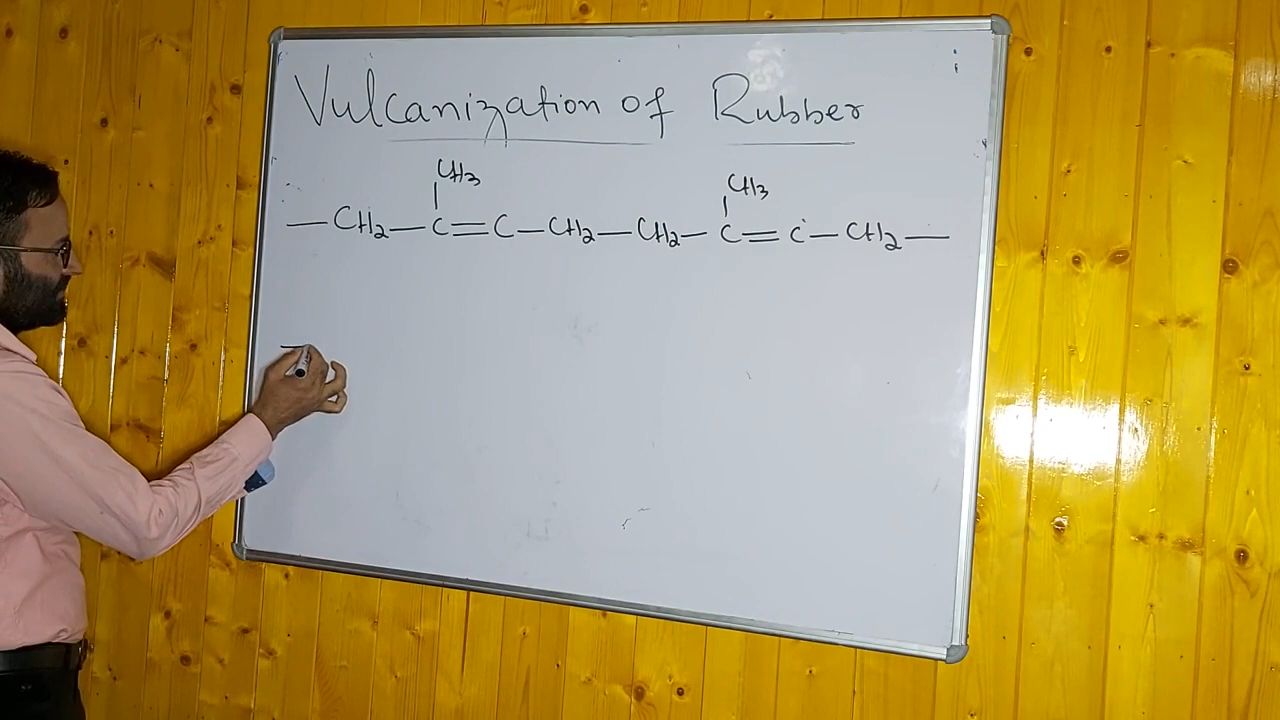 Vulcanization of Rubber
CH3 CH3
— CH2 — C = C — CH2 — CH2 — C = C — CH2 —